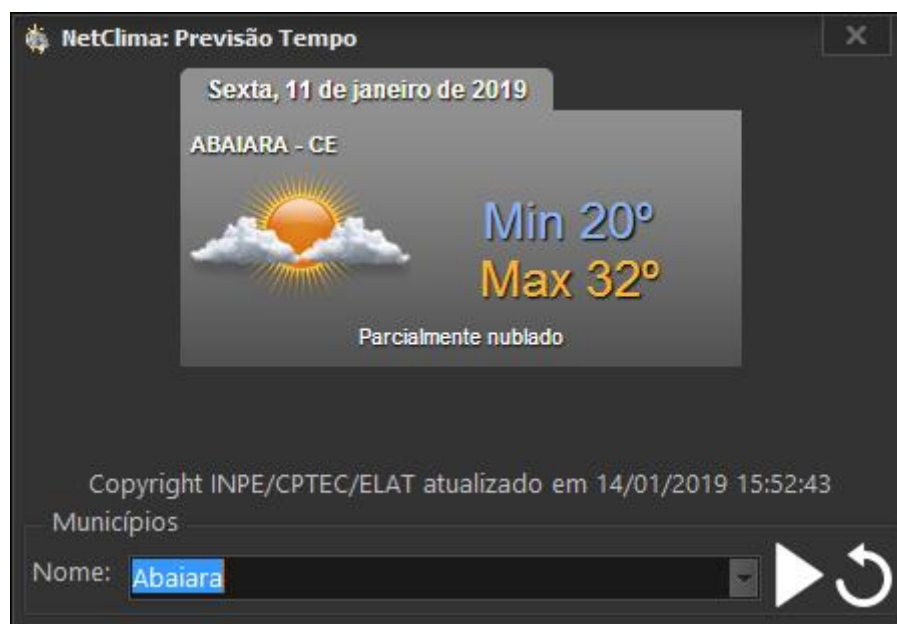 NetClima: Previsão Tempo
Sexta, 11 de janeiro de 2019
ABAIARA - CE
Min 20º
Max 32º
Parcialmente nublado
Copyright INPE/CPTEC/ELAT atualizado em 14/01/2019 15:52:43
Municípios
Nome: Abaiara